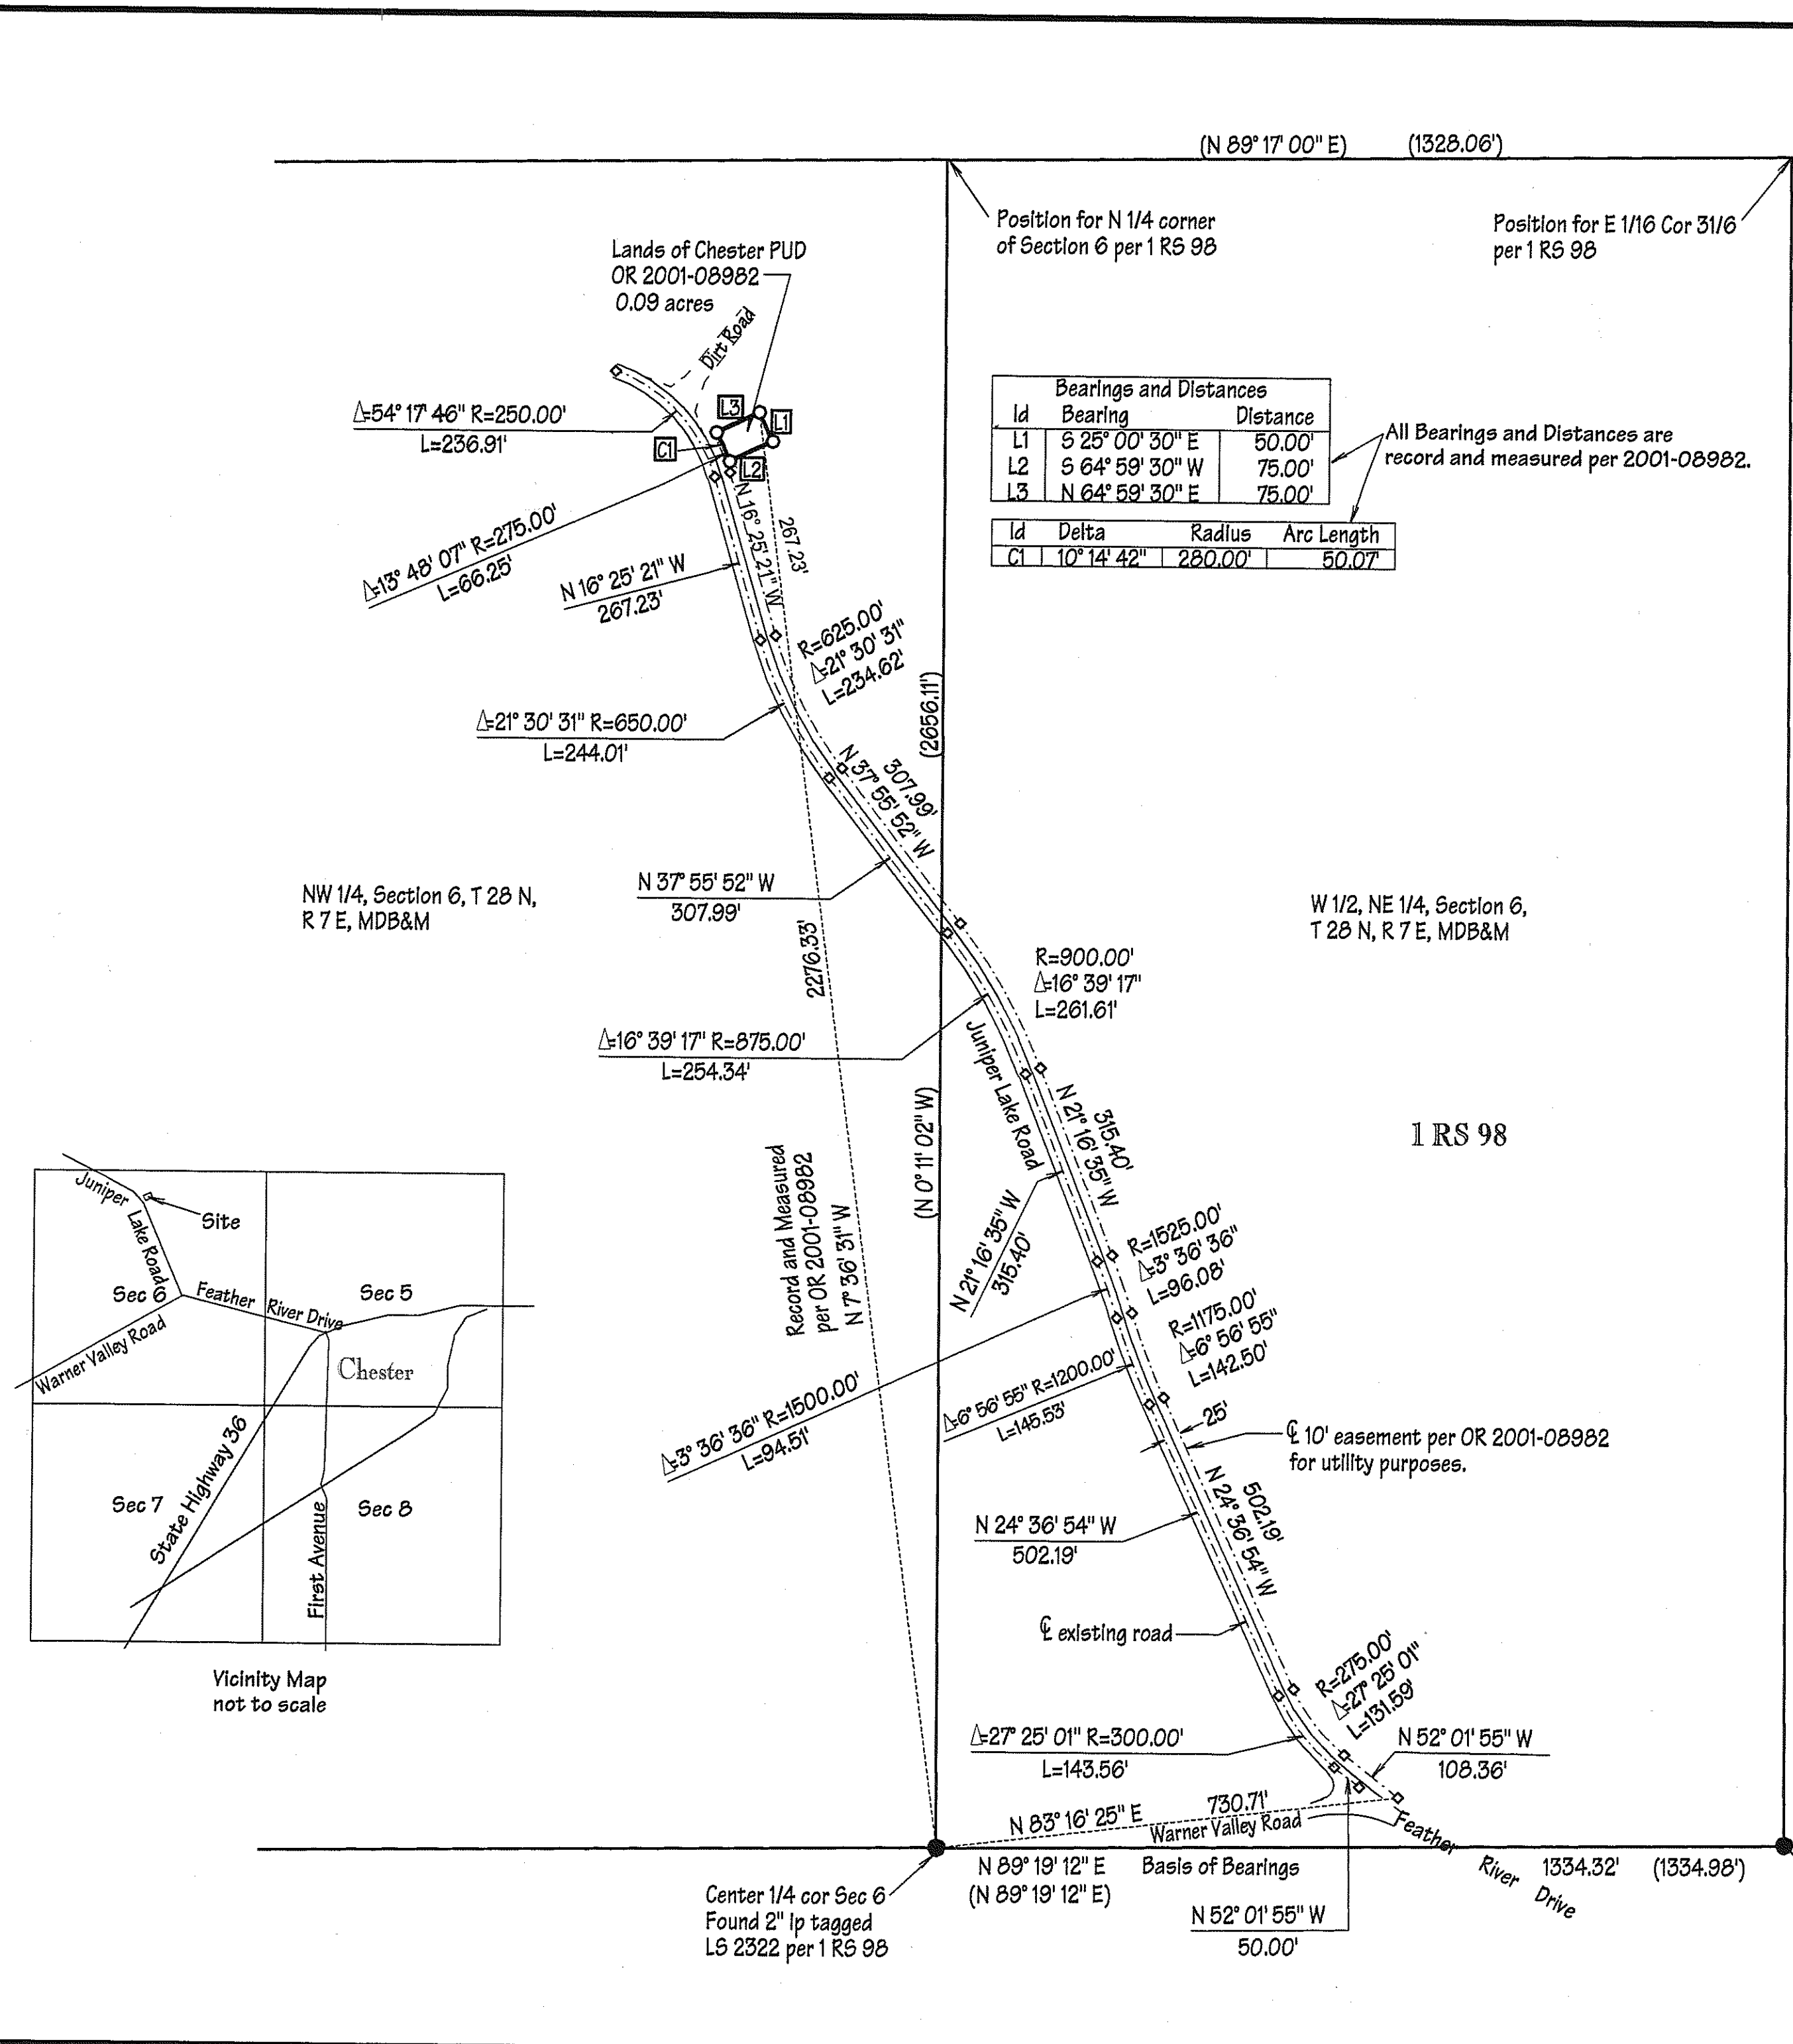 (N 89° 17' 00" E) (1328.06')
Position for N 1/4 corner
of Section 6 per 1 RS 98
Position for E 1/16 Cor 31/6
per 1 RS 98
Lands of Chester PUD
OR 2001-08982
0.09 acres
Dirt Road
Bearings and Distances
Id Bearing Distance
L1 S 25° 00' 30" E 50.00'
L2 S 64° 59' 30" W 75.00'
L3 N 64° 59' 30" E 75.00'
All Bearings and Distances are
record and measured per 2001-08982.
Id Delta Radius Arc Length
C1 10° 14' 42" 280.00' 50.07'
L3
L1
C1
L2
Δ=54° 17' 46" R=250.00'
L=236.91'
Δ=13° 48' 07" R=275.00'
L=66.25'
N 16° 25' 21" W
267.23'
N 16° 25' 21" W
267.23'
R=625.00'
Δ=21° 30' 31"
L=234.62'
Δ=21° 30' 31" R=650.00'
L=244.01'
(2656.11')
307.99'
N 37° 55' 52" W
N 37° 55' 52" W
307.99'
NW 1/4, Section 6, T 28 N,
R 7 E, MDB&M
W 1/2, NE 1/4, Section 6,
T 28 N, R 7 E, MDB&M
2276.33'
R=900.00'
Δ=16° 39' 17"
L=261.61'
Δ=16° 39' 17" R=875.00'
L=254.34'
Juniper Lake Road
(N 0° 11' 02" W)
315.40'
N 21° 16' 35" W
1 RS 98
Record and Measured
per OR 2001-08982
N 7° 36' 31" W
N 21° 16' 35" W
315.40'
R=1525.00'
Δ=3° 36' 36"
L=96.08'
R=1175.00'
Δ=6° 56' 55"
L=142.50'
Δ=3° 36' 36" R=1500.00'
L=94.51'
Δ=6° 56' 55" R=1200.00'
L=145.53'
25'
℄ 10' easement per OR 2001-08982
for utility purposes.
502.19'
N 24° 36' 54" W
N 24° 36' 54" W
502.19'
℄ existing road
R=275.00'
Δ=27° 25' 01"
L=131.59'
Δ=27° 25' 01" R=300.00'
L=143.56'
N 52° 01' 55" W
108.36'
N 83° 16' 25" E 730.71'
Warner Valley Road
Feather
River
Drive
N 89° 19' 12" E Basis of Bearings
(N 89° 19' 12" E)
1334.32' (1334.98')
N 52° 01' 55" W
50.00'
Center 1/4 cor Sec 6
Found 2" Ip tagged
LS 2322 per 1 RS 98
Juniper
Lake Road
Site
Sec 6
Feather River Drive
Sec 5
Warner Valley Road
Chester
State Highway 36
Sec 7
First Avenue
Sec 8
Vicinity Map
not to scale